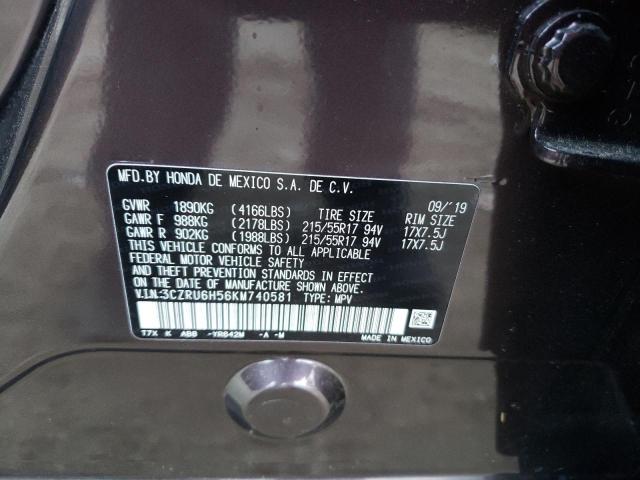 MFD.BY HONDA DE MEXICO S.A. DE C.V.
09/'19
GVWR 1890KG (4166LBS) TIRE SIZE RIM SIZE
GAWR F 988KG (2178LBS) 215/55R17 94V 17X7.5J
GAWR R 902KG (1988LBS) 215/55R17 94V 17X7.5J
THIS VEHICLE CONFORMS TO ALL APPLICABLE
FEDERAL MOTOR VEHICLE SAFETY
AND THEFT PREVENTION STANDARDS IN EFFECT
ON THE DATE OF MANUFACTURE SHOWN ABOVE.
V.I.N:3CZRU6H56KM740581 TYPE: MPV
T7X K ABB -YR642M -A -M
MADE IN MEXICO